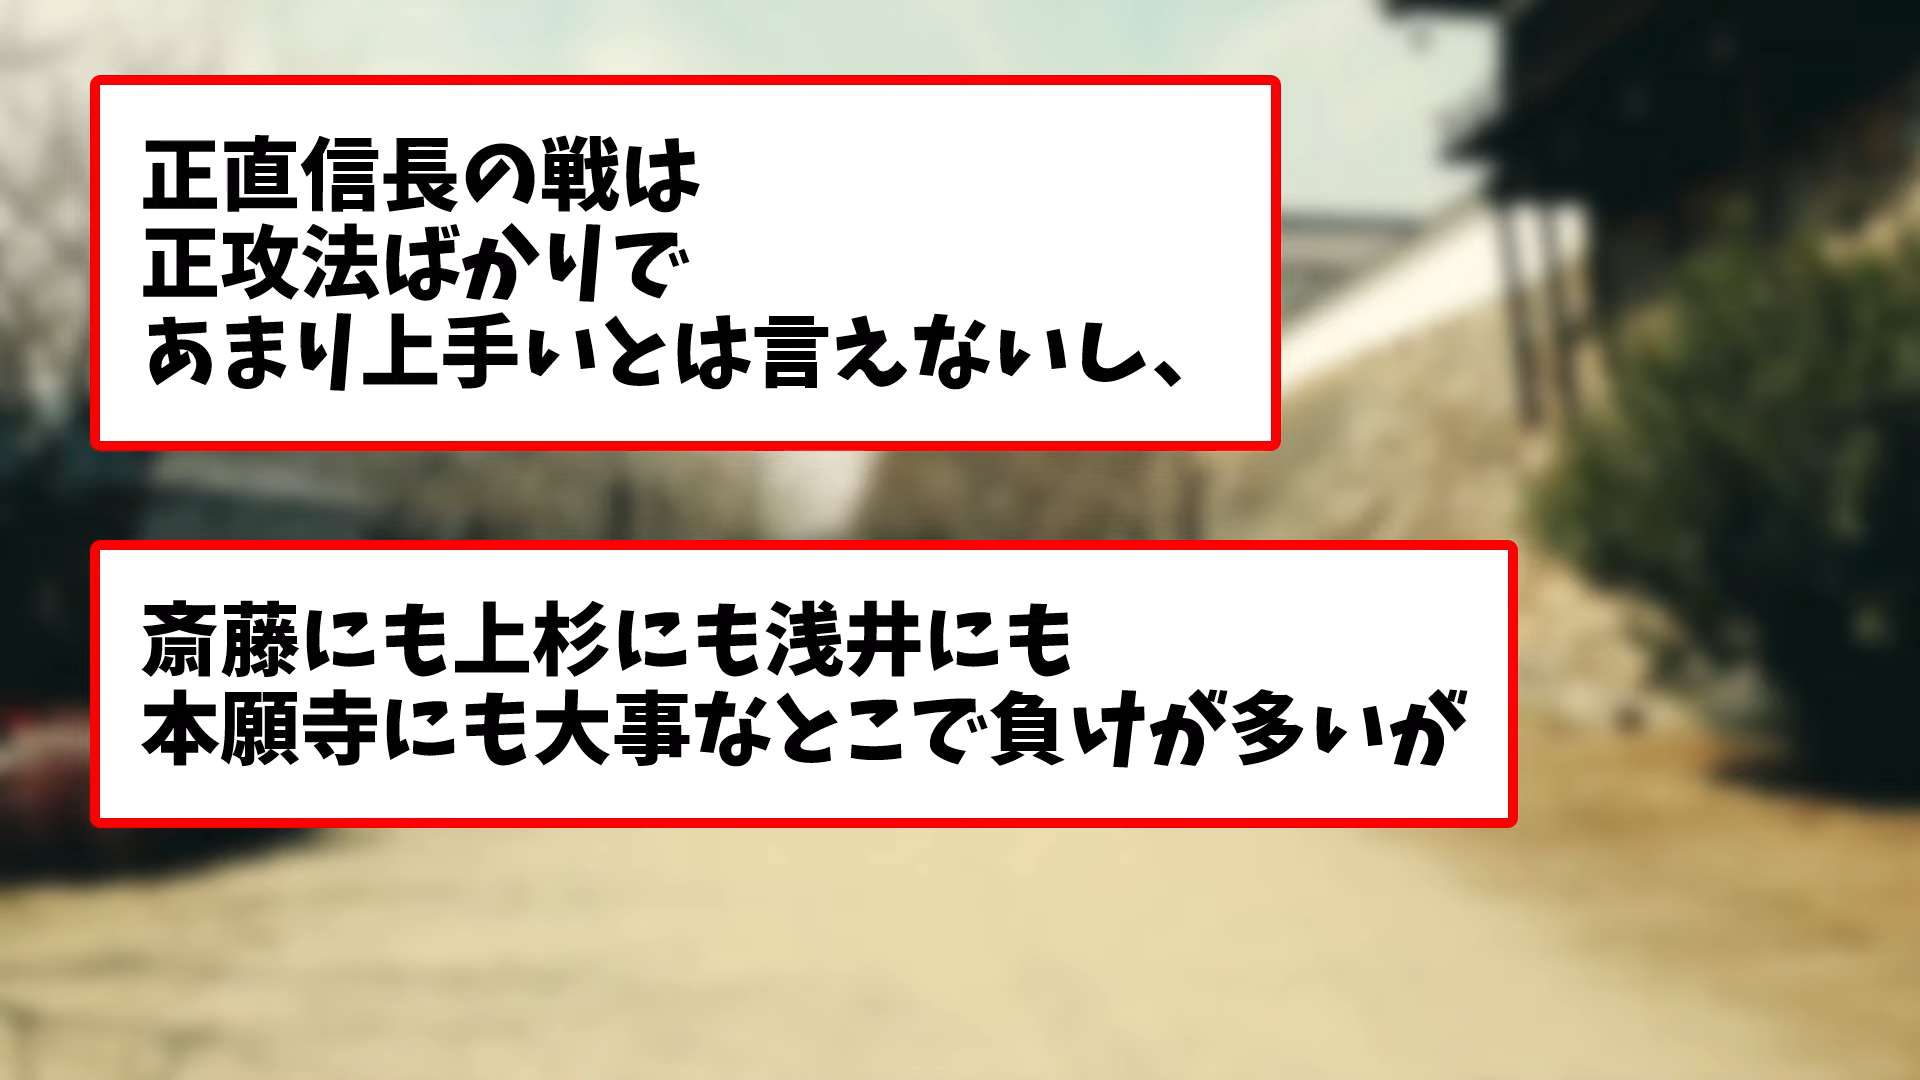 正直信長の戦は
正攻法ばかりで
あまり上手いとは言えないし、
斎藤にも上杉にも浅井にも
本願寺にも大事なとこで負けが多いが